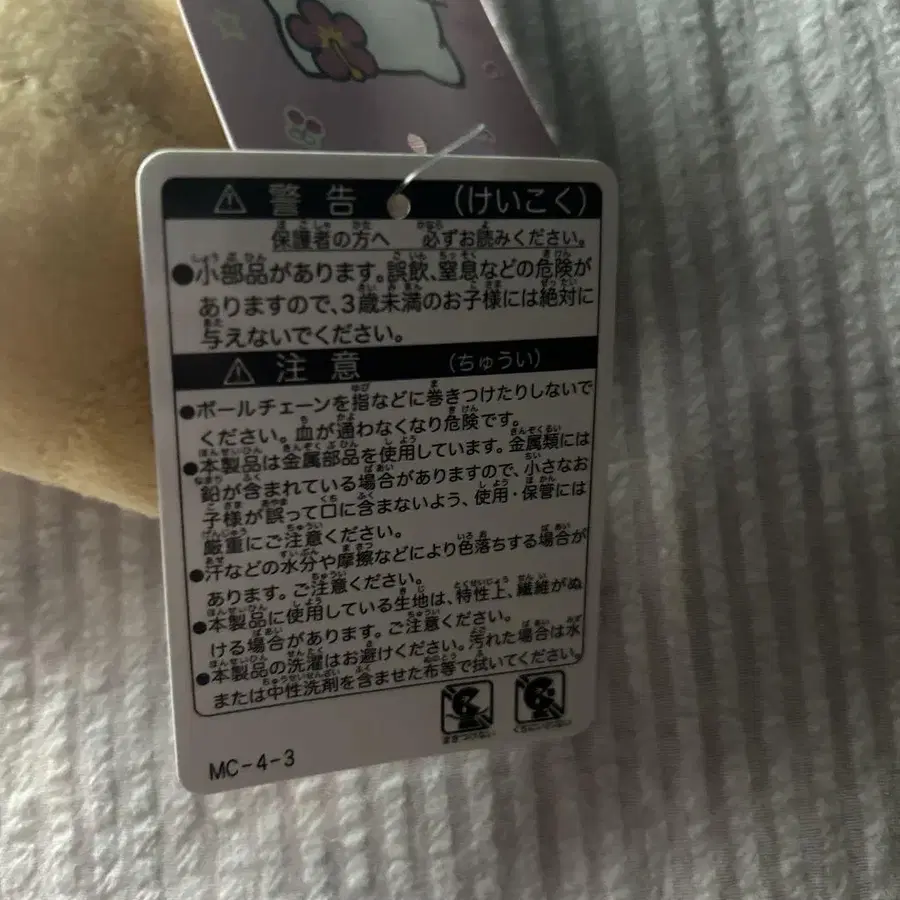 ⚠ 警告 (けいこく)
保護者の方へ 必ずお読みください。
●小部品があります。誤飲、窒息などの危険が
ありますので、3歳未満のお子様には絶対に
与えないでください。
⚠ 注意 (ちゅうい)
●ボールチェーンを指などに巻きつけたりしないで
ください。血が通わなくなり危険です。
●本製品は金属部品を使用しています。金属類には
鉛が含まれている場合がありますので、小さなお
子様が誤って口に含まないよう、使用・保管には
厳重にご注意ください。
●汗などの水分や摩擦などにより色落ちする場合が
あります。ご注意ください。
●本製品に使用している生地は、特性上、繊維がぬ
ける場合があります。ご注意ください。
●本製品の洗濯はお避けください。汚れた場合は水
または中性洗剤を含ませた布等で拭いてください。
まきつけない くちにいれない
MC-4-3